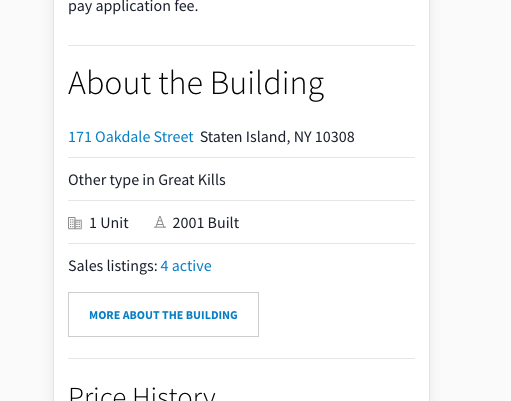 pay application fee.
About the Building
171 Oakdale Street Staten Island, NY 10308
Other type in Great Kills
1 Unit 2001 Built
Sales listings: 4 active
MORE ABOUT THE BUILDING
Price History